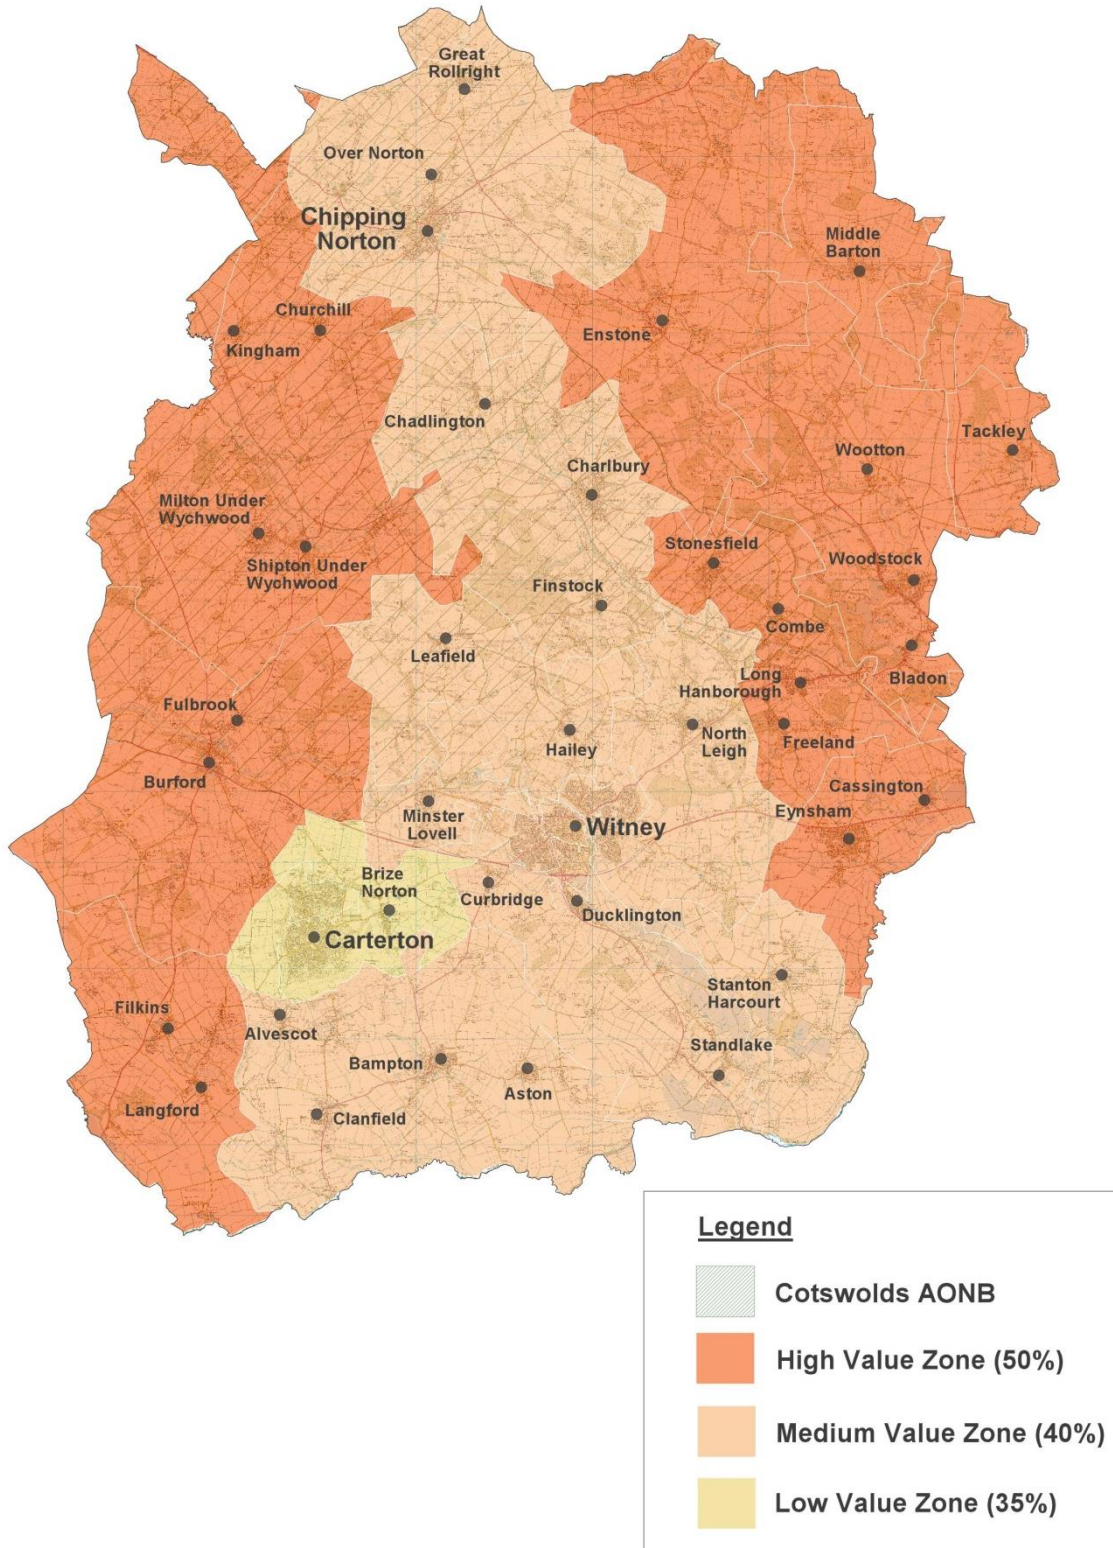 Great
Rollright
Over Norton
Chipping
Norton
Middle
Barton
Churchill
Kingham
Enstone
Chadlington
Tackley
Wootton
Charlbury
Milton Under
Wychwood
Shipton Under
Wychwood
Stonesfield
Woodstock
Finstock
Combe
Leafield
Long
Hanborough
Bladon
Fulbrook
Hailey
North
Leigh
Freeland
Burford
Cassington
Minster
Lovell
Eynsham
Witney
Brize
Norton
Curbridge
Ducklington
Carterton
Stanton
Harcourt
Filkins
Alvescot
Standlake
Bampton
Aston
Langford
Clanfield
Legend
Cotswolds AONB
High Value Zone (50%)
Medium Value Zone (40%)
Low Value Zone (35%)